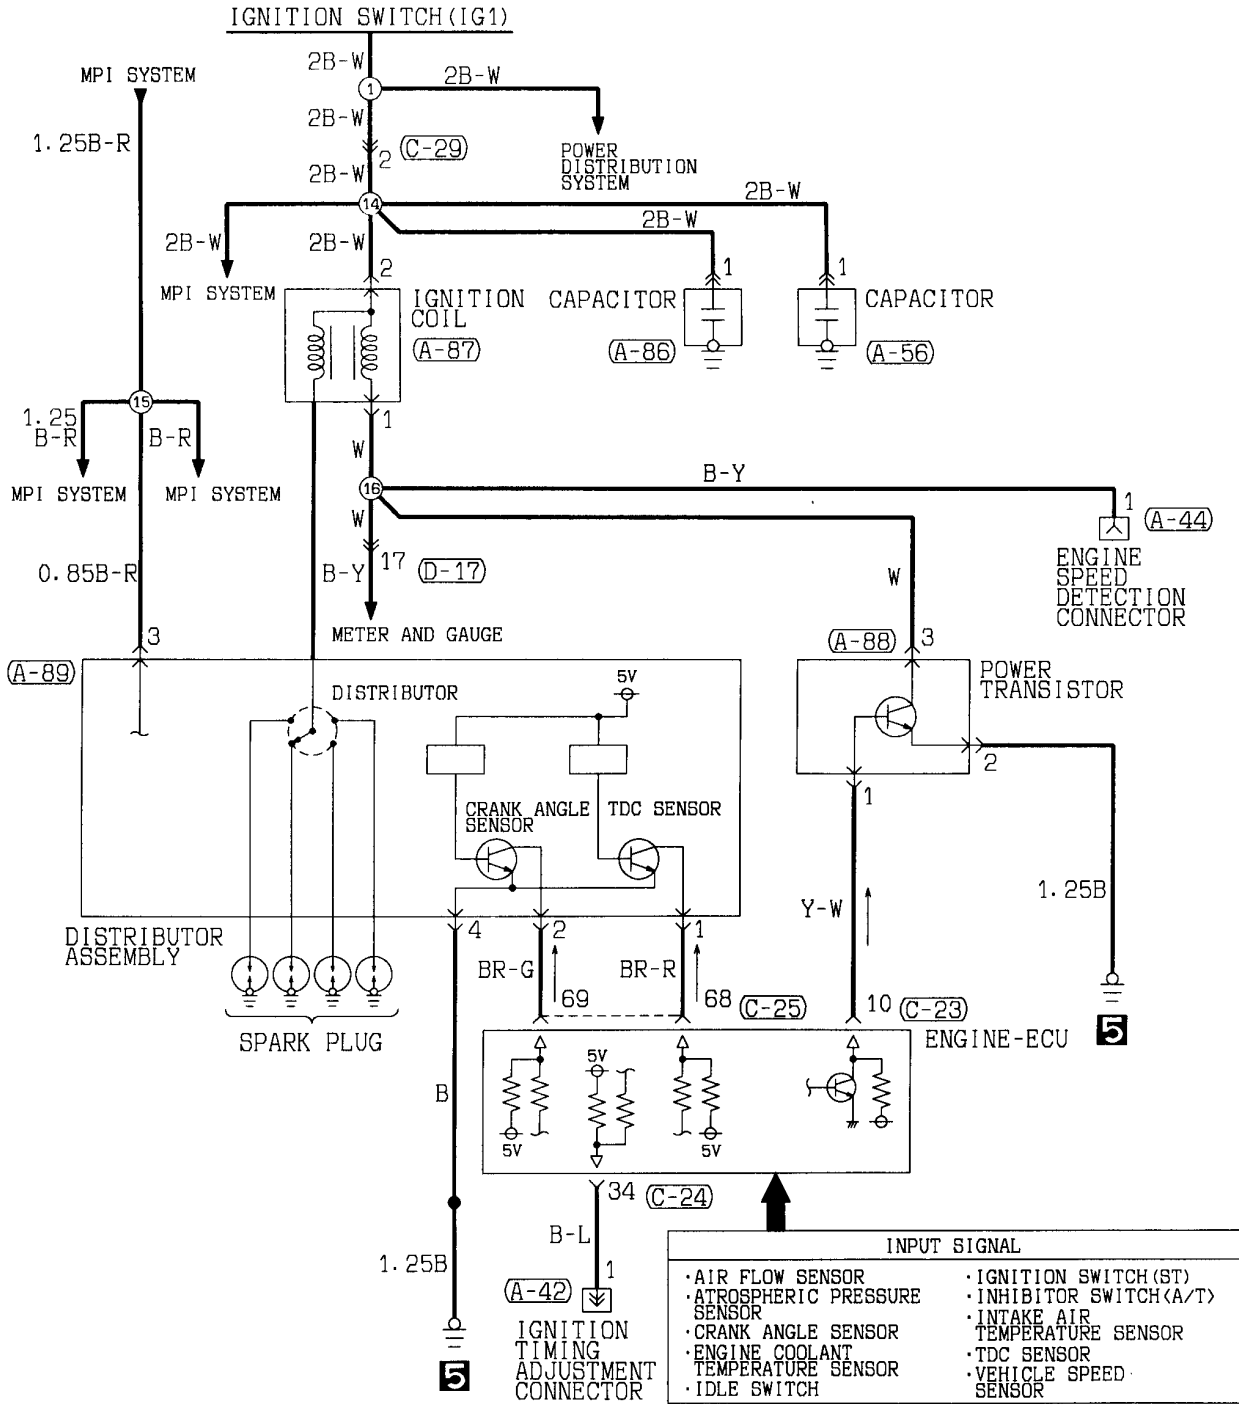 IGNITION SWITCH(IG1)
2B-W
MPI SYSTEM
2B-W
1
2B-W
1.25B-R
2
C-29
POWER
DISTRIBUTION
SYSTEM
2B-W
2B-W
14
2B-W
2B-W
2B-W
2
1
1
MPI SYSTEM
IGNITION
COIL
A-87
CAPACITOR
A-86
CAPACITOR
A-56
15
1.25
B-R
B-R
1
W
B-Y
MPI SYSTEM
MPI SYSTEM
16
1
A-44
W
17
D-17
ENGINE
SPEED
DETECTION
CONNECTOR
0.85B-R
B-Y
W
METER AND GAUGE
3
A-88
3
A-89
POWER
TRANSISTOR
DISTRIBUTOR
5V
2
1
CRANK ANGLE
SENSOR
TDC SENSOR
1.25B
Y-W
4
2
1
DISTRIBUTOR
ASSEMBLY
BR-G
BR-R
69
68
C-25
10
C-23
SPARK PLUG
ENGINE-ECU
5
5V
B
5V
5V
34
C-24
B-L
1.25B
1
A-42
IGNITION
TIMING
ADJUSTMENT
CONNECTOR
5
INPUT SIGNAL
·AIR FLOW SENSOR
·ATROSPHERIC PRESSURE
SENSOR
·CRANK ANGLE SENSOR
·ENGINE COOLANT
TEMPERATURE SENSOR
·IDLE SWITCH
·IGNITION SWITCH(ST)
·INHIBITOR SWITCH<A/T>
·INTAKE AIR
TEMPERATURE SENSOR
·TDC SENSOR
·VEHICLE SPEED
SENSOR